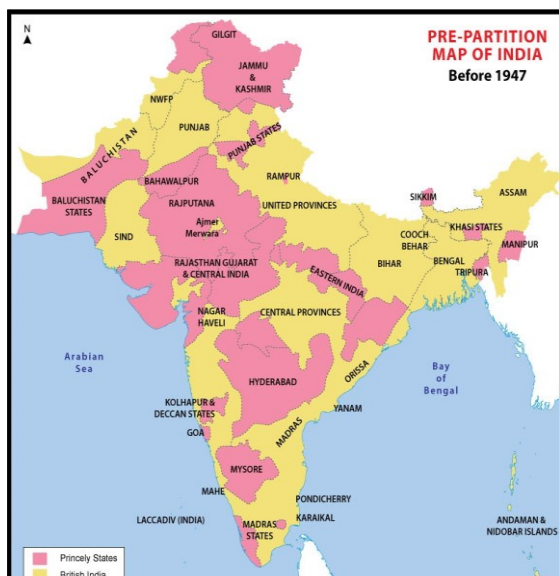 PRE-PARTITION
MAP OF INDIA
Before 1947
N
GILGIT
JAMMU
&
KASHMIR
NWFP
PUNJAB
BALUCHISTAN
PUNJAB STATES
BAHAWALPUR
RAMPUR
BALUCHISTAN
STATES
RAJPUTANA
UNITED PROVINCES
SIKKIM
ASSAM
Ajmer
Merwara
SIND
COOCH
BEHAR
KHASI STATES
MANIPUR
RAJASTHAN GUJARAT
& CENTRAL INDIA
BIHAR
BENGAL
TRIPURA
EASTERN INDIA
NAGAR
HAVELI
CENTRAL PROVINCES
Arabian
Sea
Bay
of
Bengal
HYDERABAD
ORISSA
KOLHAPUR &
DECCAN STATES
YANAM
GOA
MADRAS
MYSORE
MAHE
PONDICHERRY
LACCADIV (INDIA)
KARAIKAL
MADRAS
STATES
ANDAMAN &
NIDOBAR ISLANDS
Princely States
British India